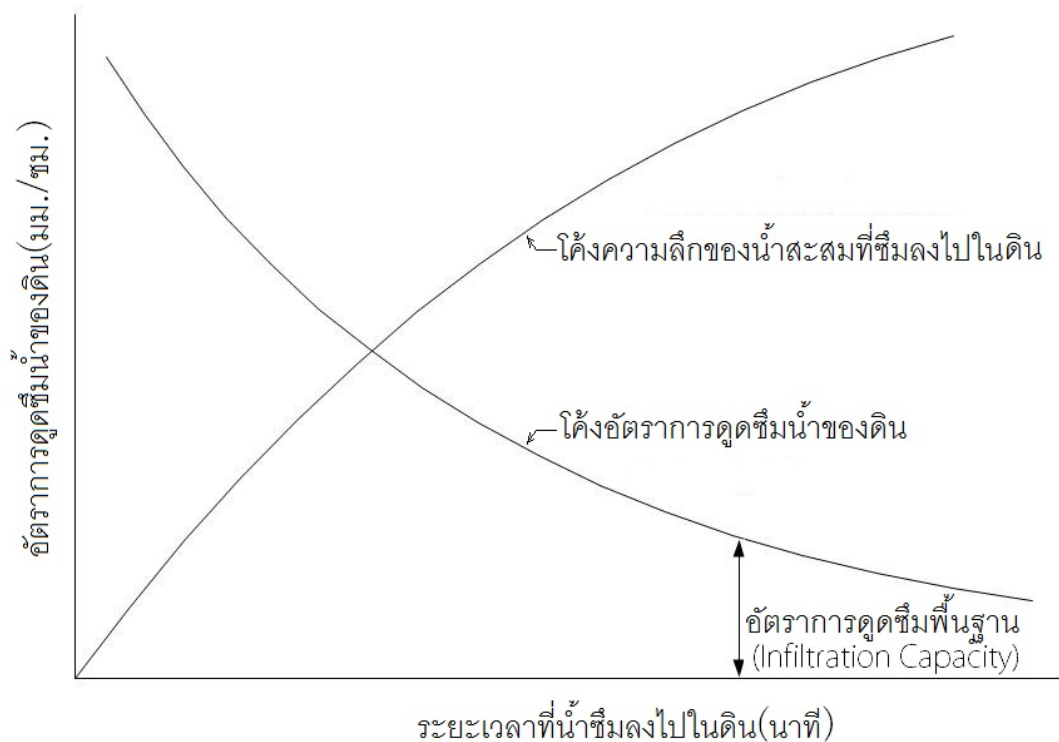 อัตราการดูดซึมน้ำของดิน(มม./ชม.)
โค้งความลึกของน้ำสะสมที่ซึมลงไปในดิน
โค้งอัตราการดูดซึมน้ำของดิน
อัตราการดูดซึมพื้นฐาน
(Infiltration Capacity)
ระยะเวลาที่น้ำซึมลงไปในดิน(นาที)